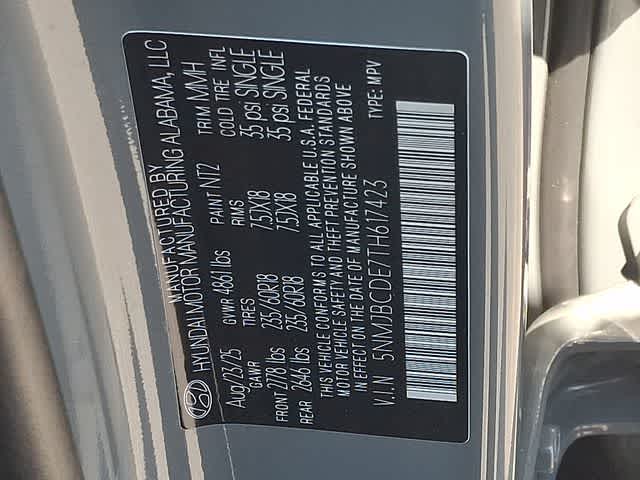 MANUFACTURED BY
HYUNDAI MOTOR MANUFACTURING ALABAMA, LLC
Aug/23/25 GVWR 4861 lbs PAINT NT2 TRIM MMH
GAWR TIRES RIMS COLD TIRE INFL
FRONT 2778 lbs 235/60R18 7.5JX18 35 psi SINGLE
REAR 2646 lbs 235/60R18 7.5JX18 35 psi SINGLE
THIS VEHICLE CONFORMS TO ALL APPLICABLE U.S.A. FEDERAL
MOTOR VEHICLE SAFETY AND THEFT PREVENTION STANDARDS
IN EFFECT ON THE DATE OF MANUFACTURE SHOWN ABOVE
V.I.N 5NMJBCDE7TH617423 TYPE: MPV